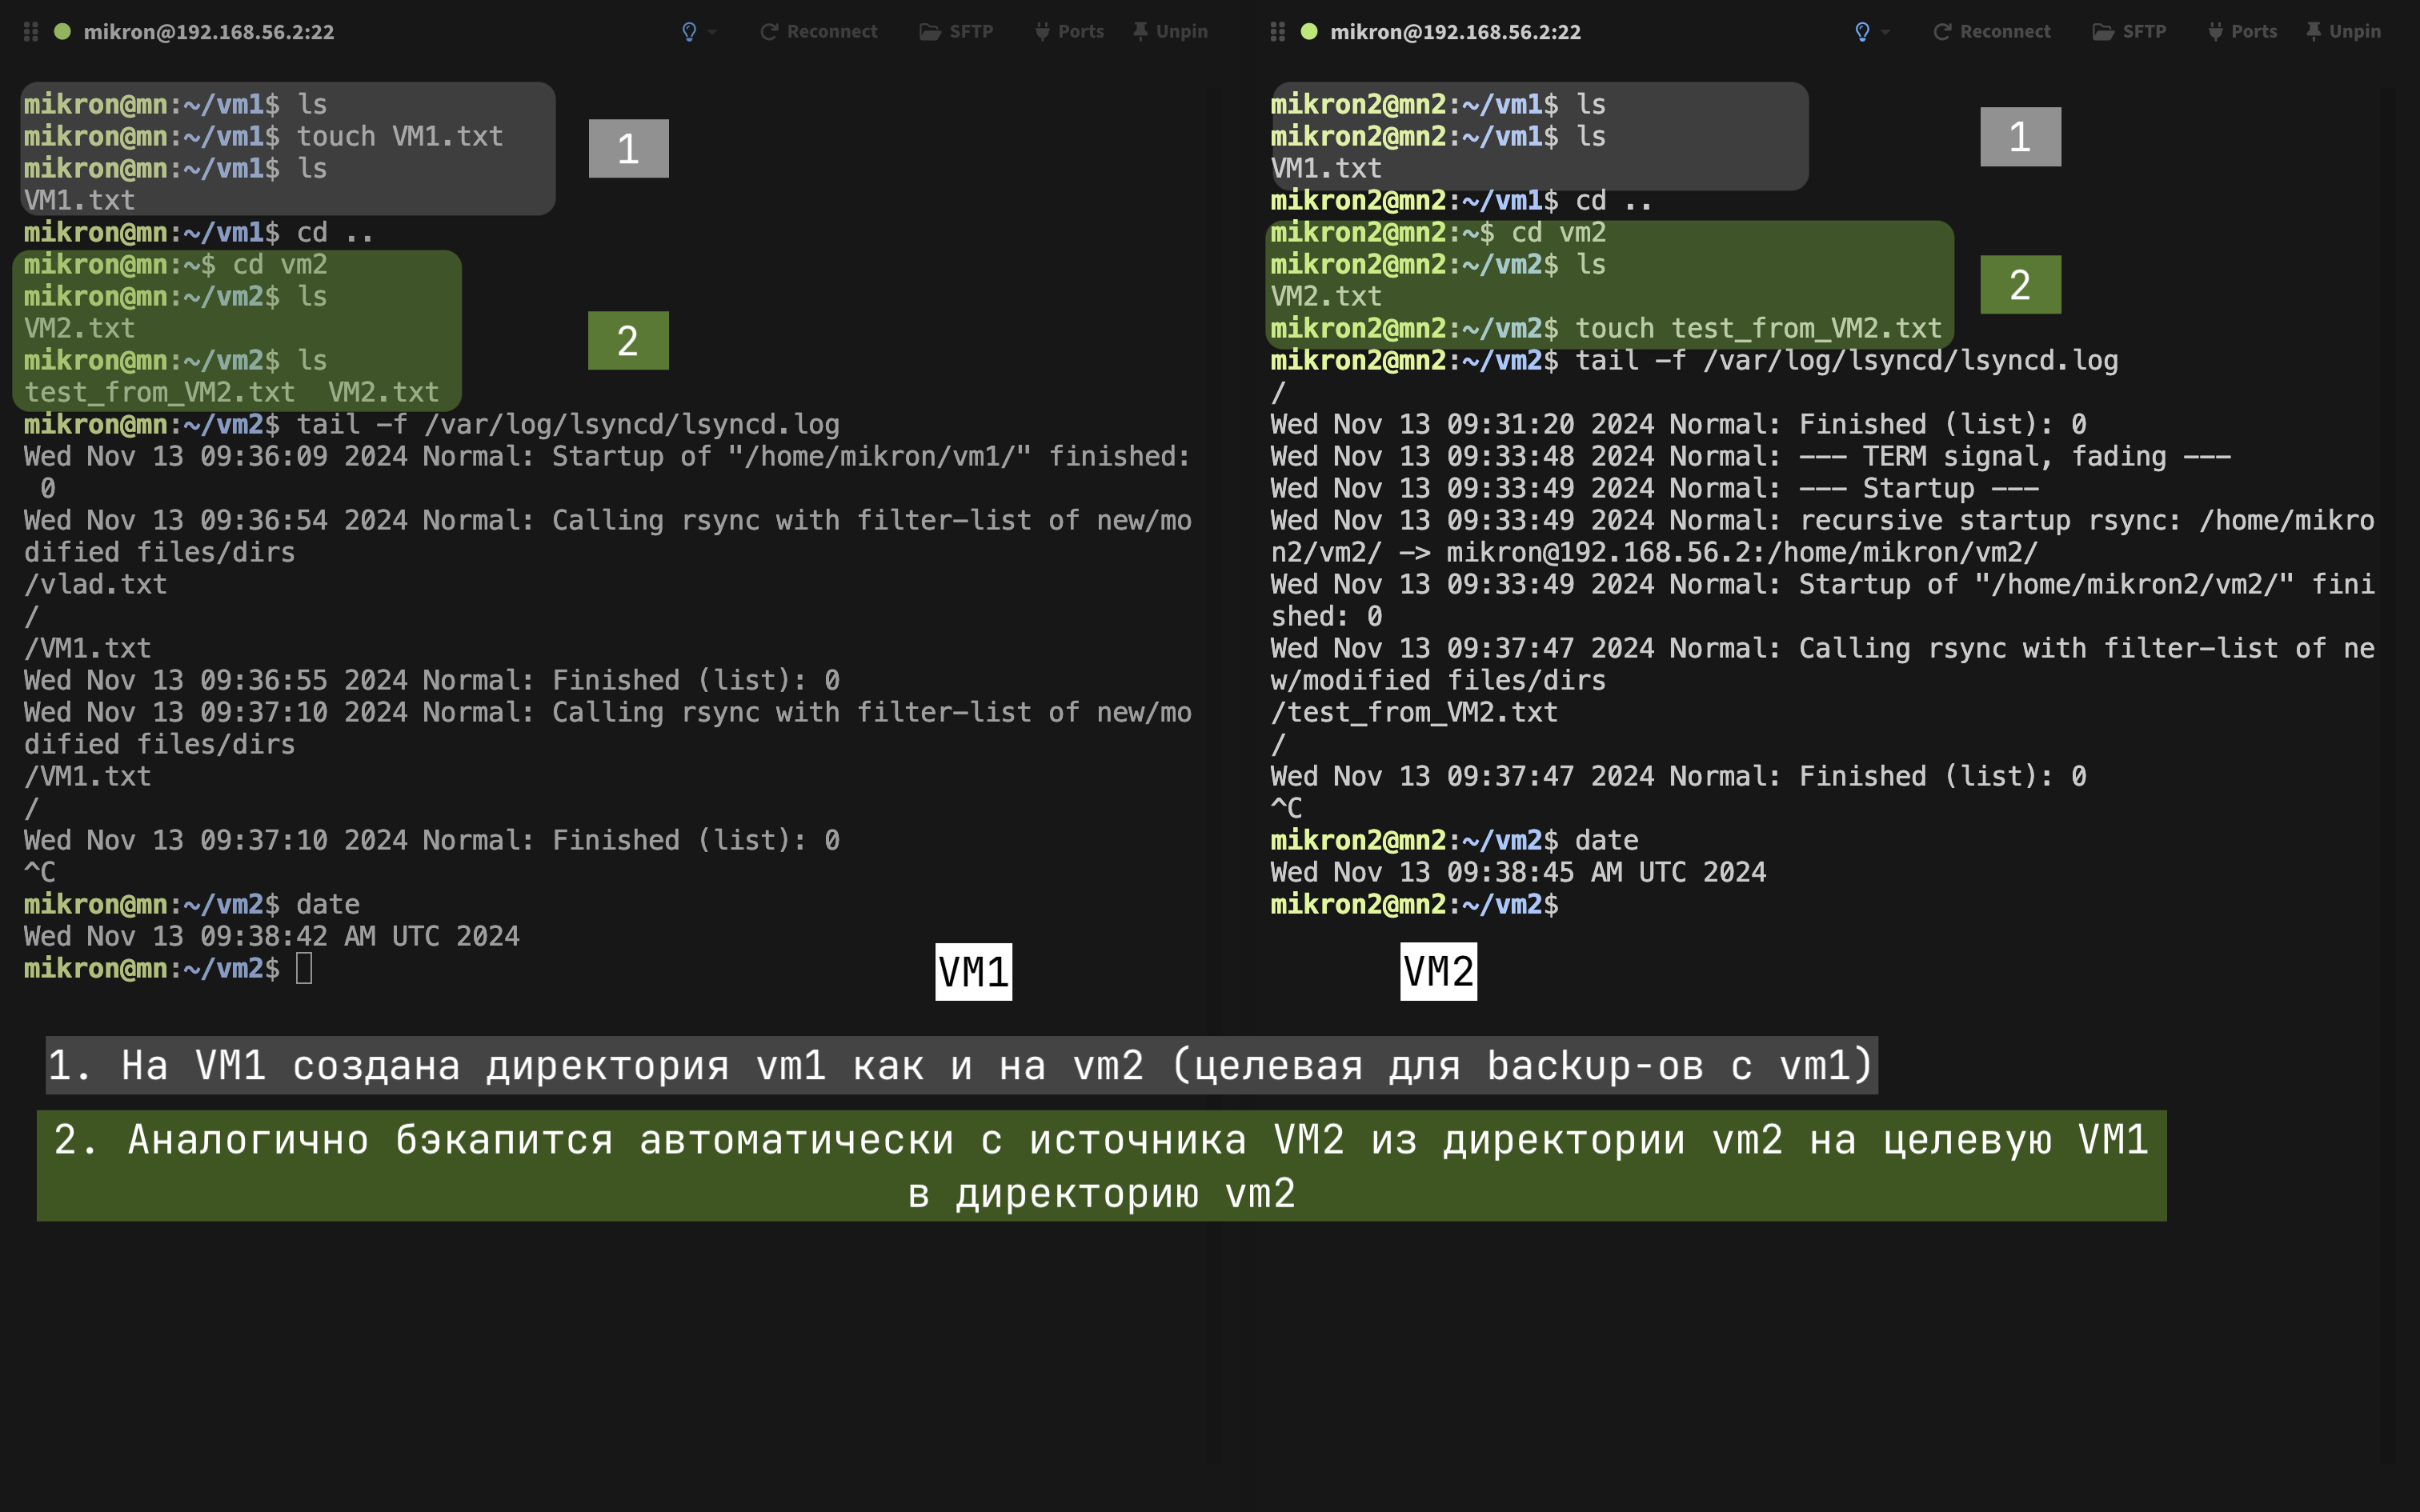 mikron@192.168.56.2:22 Reconnect SFTP Ports Unpin
mikron@mn:~/vm1$ ls
mikron@mn:~/vm1$ touch VM1.txt
mikron@mn:~/vm1$ ls
VM1.txt
1
mikron@mn:~/vm1$ cd ..
mikron@mn:~$ cd vm2
mikron@mn:~/vm2$ ls
VM2.txt
mikron@mn:~/vm2$ ls
test_from_VM2.txt  VM2.txt
2
mikron@mn:~/vm2$ tail -f /var/log/lsyncd/lsyncd.log
Wed Nov 13 09:36:09 2024 Normal: Startup of "/home/mikron/vm1/" finished:
0
Wed Nov 13 09:36:54 2024 Normal: Calling rsync with filter-list of new/mo
dified files/dirs
/vlad.txt
/
/VM1.txt
Wed Nov 13 09:36:55 2024 Normal: Finished (list): 0
Wed Nov 13 09:37:10 2024 Normal: Calling rsync with filter-list of new/mo
dified files/dirs
/VM1.txt
/
Wed Nov 13 09:37:10 2024 Normal: Finished (list): 0
^C
mikron@mn:~/vm2$ date
Wed Nov 13 09:38:42 AM UTC 2024
mikron@mn:~/vm2$
VM1
mikron@192.168.56.2:22 Reconnect SFTP Ports Unpin
mikron2@mn2:~/vm1$ ls
mikron2@mn2:~/vm1$ ls
VM1.txt
1
mikron2@mn2:~/vm1$ cd ..
mikron2@mn2:~$ cd vm2
mikron2@mn2:~/vm2$ ls
VM2.txt
mikron2@mn2:~/vm2$ touch test_from_VM2.txt
2
mikron2@mn2:~/vm2$ tail -f /var/log/lsyncd/lsyncd.log
/
Wed Nov 13 09:31:20 2024 Normal: Finished (list): 0
Wed Nov 13 09:33:48 2024 Normal: --- TERM signal, fading ---
Wed Nov 13 09:33:49 2024 Normal: --- Startup ---
Wed Nov 13 09:33:49 2024 Normal: recursive startup rsync: /home/mikro
n2/vm2/ -> mikron@192.168.56.2:/home/mikron/vm2/
Wed Nov 13 09:33:49 2024 Normal: Startup of "/home/mikron2/vm2/" fini
shed: 0
Wed Nov 13 09:37:47 2024 Normal: Calling rsync with filter-list of ne
w/modified files/dirs
/test_from_VM2.txt
/
Wed Nov 13 09:37:47 2024 Normal: Finished (list): 0
^C
mikron2@mn2:~/vm2$ date
Wed Nov 13 09:38:45 AM UTC 2024
mikron2@mn2:~/vm2$
VM2
1. На VM1 создана директория vm1 как и на vm2 (целевая для backup-ов с vm1)
2. Аналогично бэкапится автоматически с источника VM2 из директории vm2 на целевую VM1
в директорию vm2